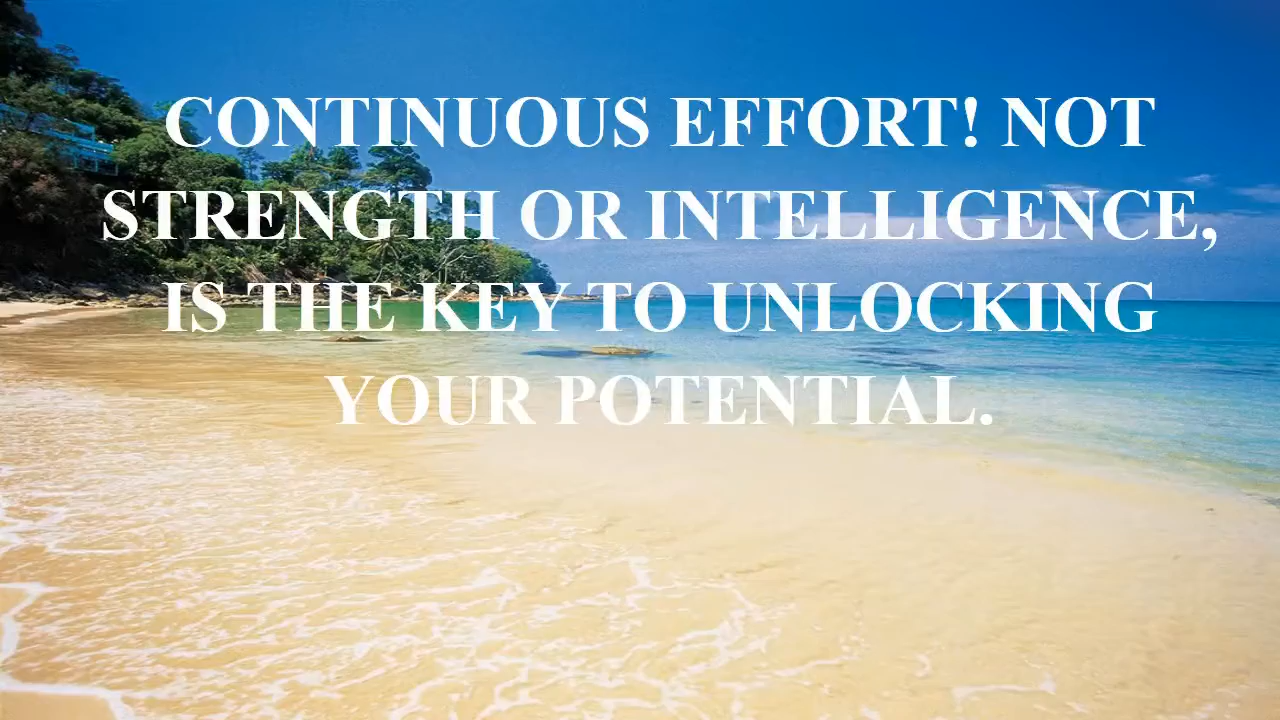 CONTINUOUS EFFORT! NOT
STRENGTH OR INTELLIGENCE,
IS THE KEY TO UNLOCKING
YOUR POTENTIAL.